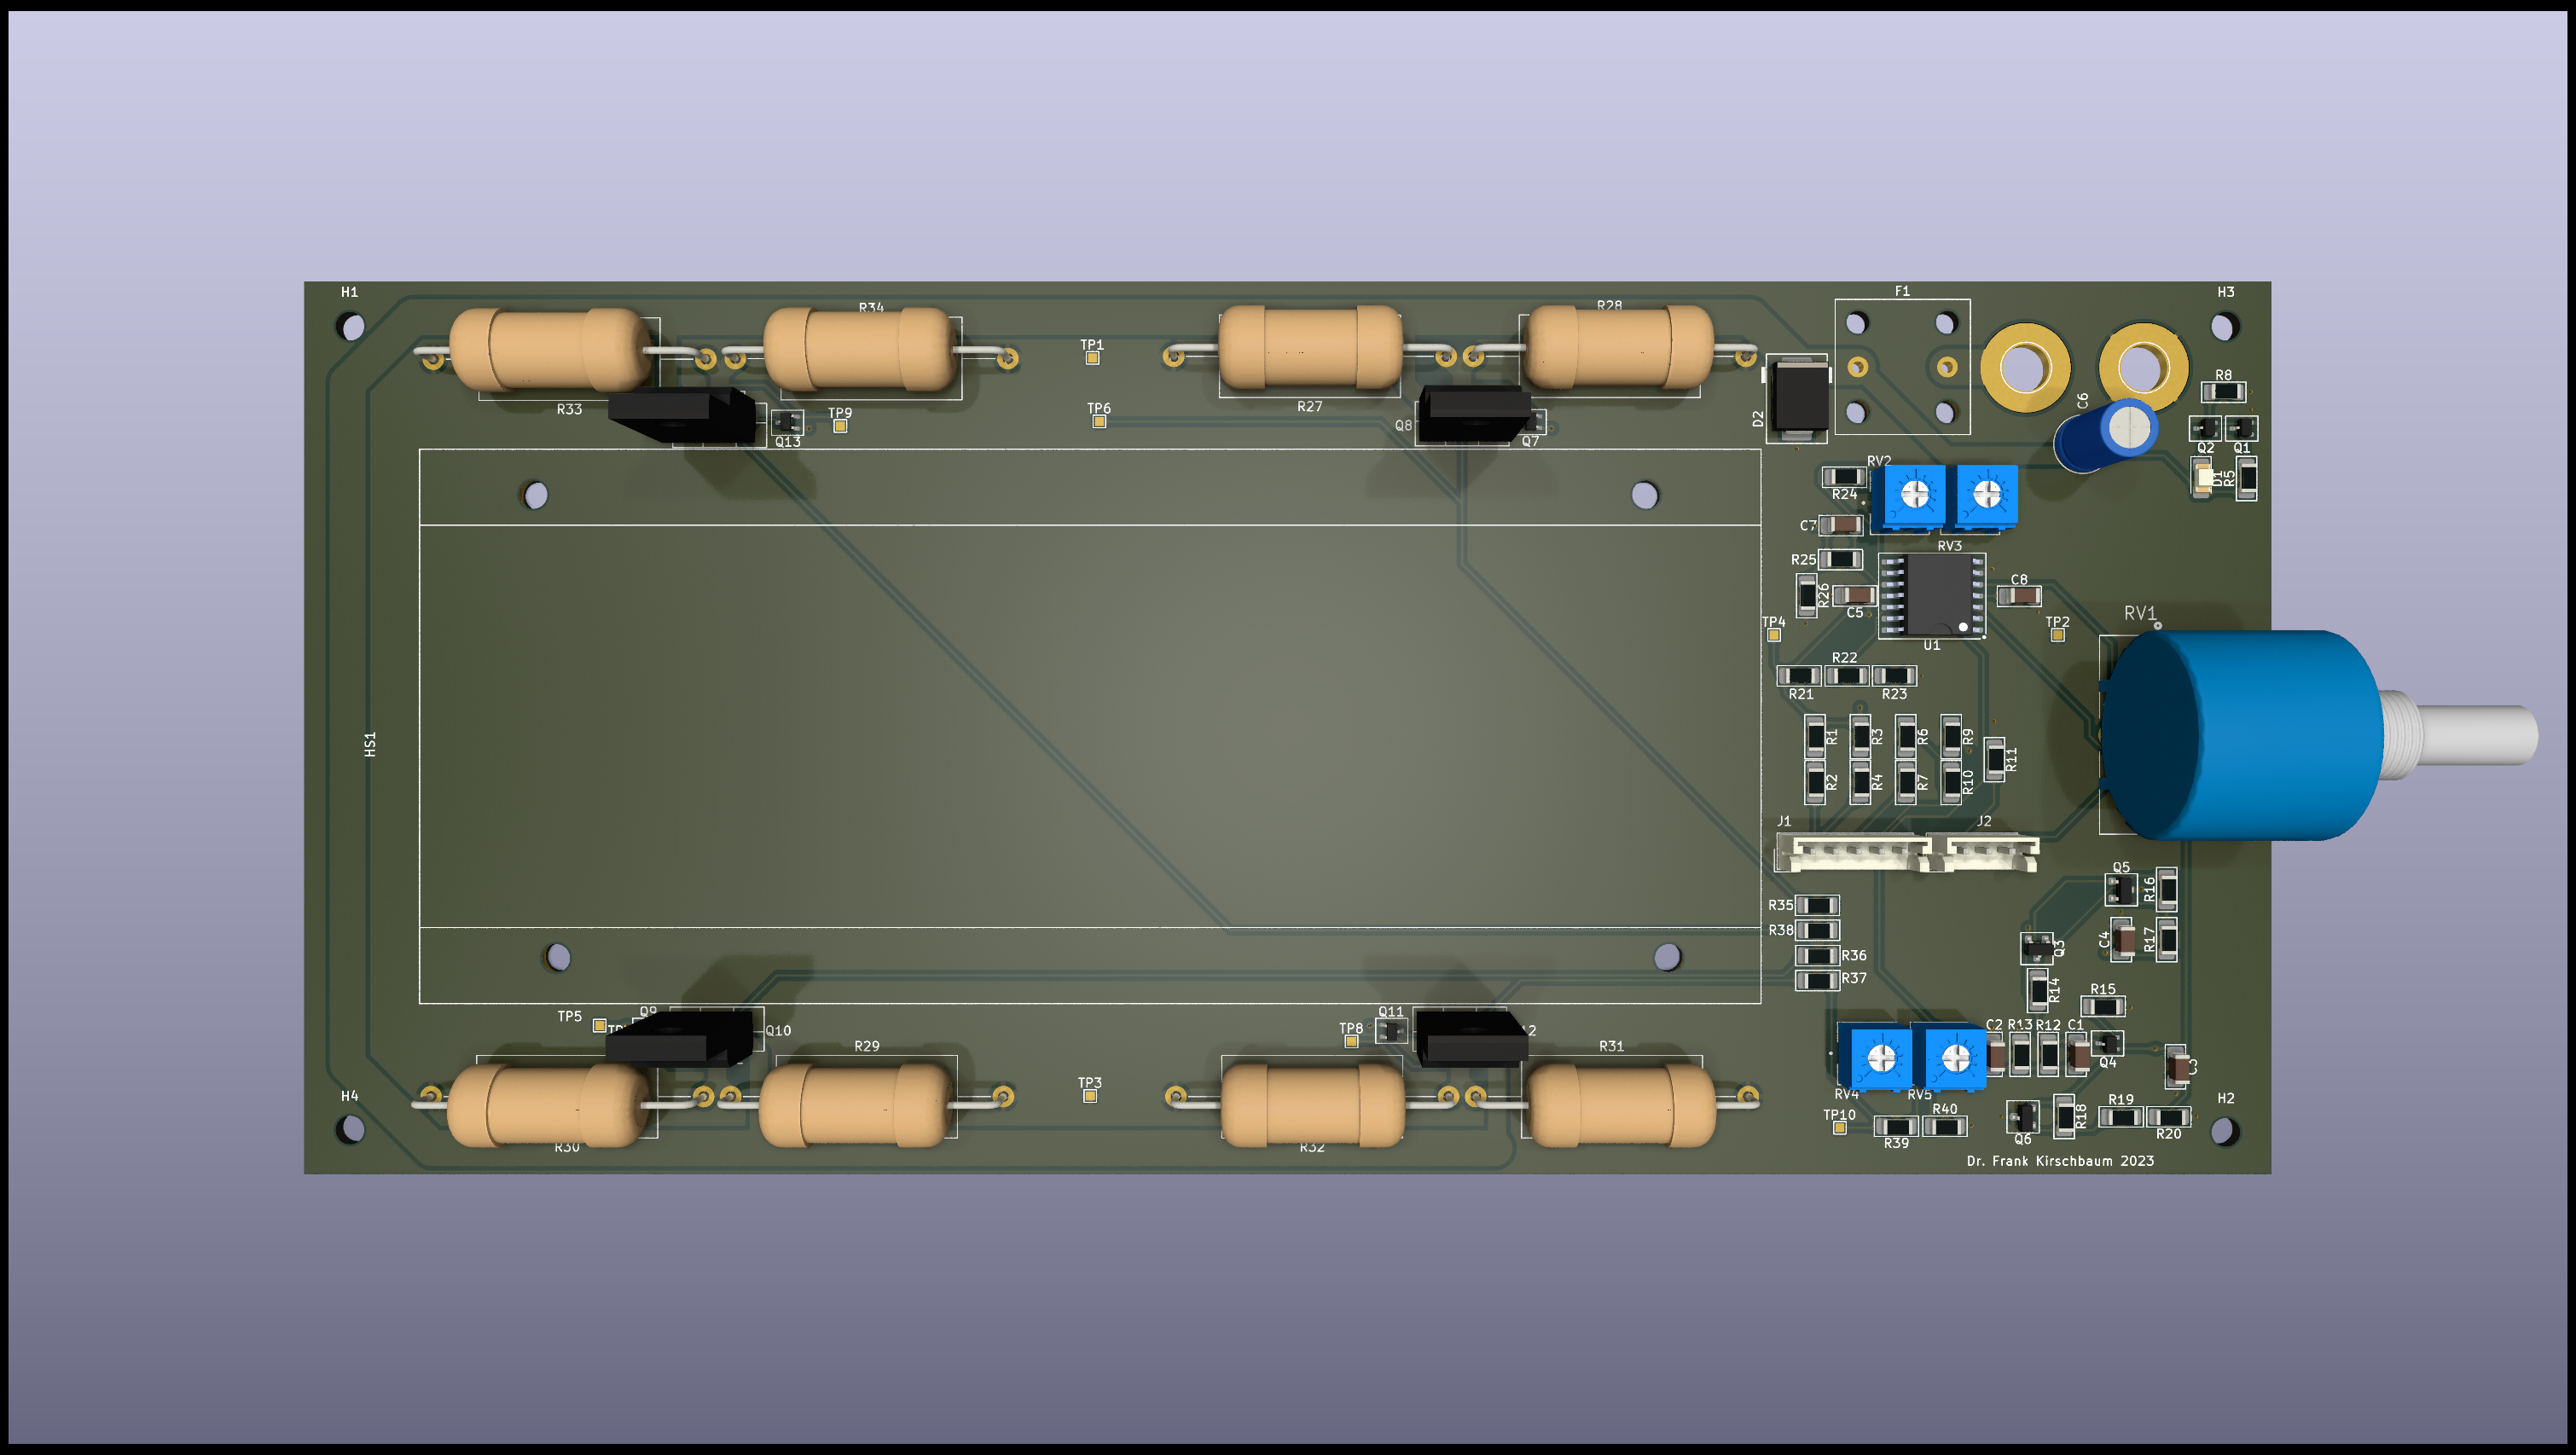 H1
R34
R28
F1
H3
TP1
R33
TP9
TP6
R27
Q8
Q13
Q7
D2
C6
R8
Q2
Q1
D1
R5
RV2
R24
C7
RV3
R25
R26
C5
C8
TP4
U1
TP2
RV1
R22
R21
R23
R1
R3
R6
R9
R11
R2
R4
R7
R10
HS1
J1
J2
Q5
R16
R35
R38
R36
R37
C4
R17
Q3
R14
R15
TP5
Q9
Q10
TP8
Q11
R29
R31
C2
R13
R12
C1
Q4
TP3
H4
RV4
RV5
H2
TP10
R39
R40
Q6
R18
R19
R20
R30
R32
Dr. Frank Kirschbaum 2023